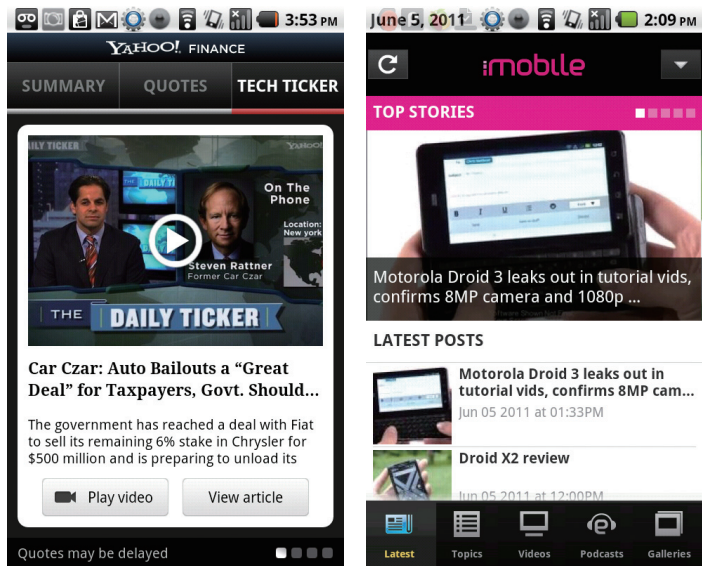 3:53 PM
YAHOO! FINANCE
SUMMARY
QUOTES
TECH TICKER
AILY TICKER
YAHOO!
DAILY T
On The
Phone
Location:
New york
Steven Rattner
Former Car Czar
THE DAILY TICKER
Car Czar: Auto Bailouts a “Great
Deal” for Taxpayers, Govt. Should...
The government has reached a deal with Fiat
to sell its remaining 6% stake in Chrysler for
$500 million and is preparing to unload its
Play video
View article
Quotes may be delayed
June 5, 2011
2:09 PM
mobile
TOP STORIES
B I U
Motorola Droid 3 leaks out in tutorial vids,
confirms 8MP camera and 1080p ...
LATEST POSTS
Motorola Droid 3 leaks out in
tutorial vids, confirms 8MP cam...
Jun 05 2011 at 01:33PM
Droid X2 review
Jun 05 2011 at 12:00PM
Latest
Topics
Videos
Podcasts
Galleries